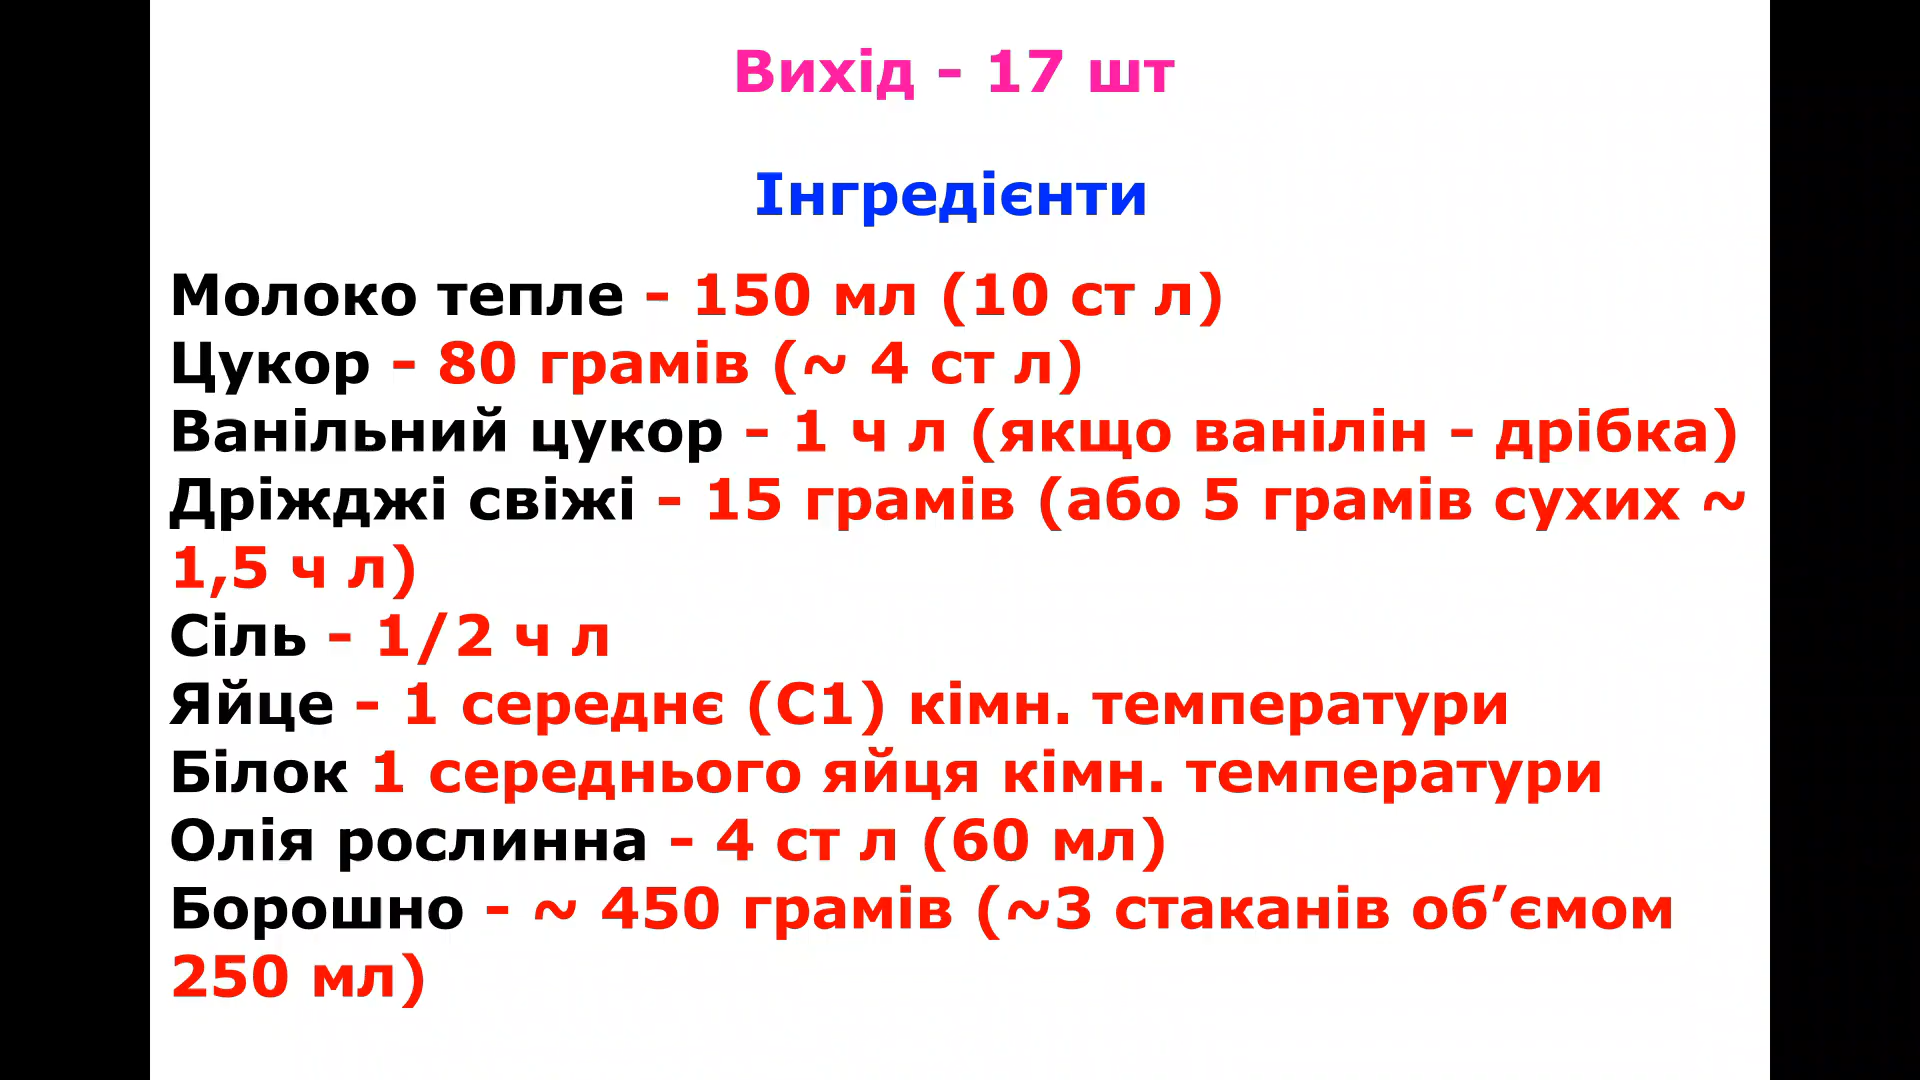 Вихід - 17 шт
Інгредієнти
Молоко тепле - 150 мл (10 ст л)
Цукор - 80 грамів (~ 4 ст л)
Ванільний цукор - 1 ч л (якщо ванілін - дрібка)
Дріжджі свіжі - 15 грамів (або 5 грамів сухих ~
1,5 ч л)
Сіль - 1/2 ч л
Яйце - 1 середнє (С1) кімн. температури
Білок 1 середнього яйця кімн. температури
Олія рослинна - 4 ст л (60 мл)
Борошно - ~ 450 грамів (~3 стаканів об’ємом
250 мл)